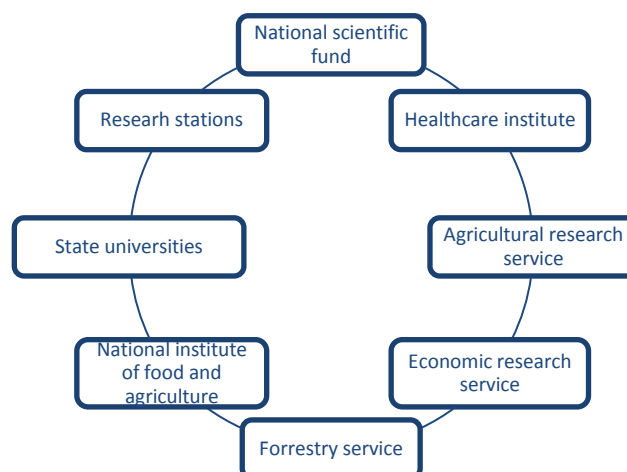 National scientific
fund
Researh stations
Healthcare institute
State universities
Agricultural research
service
National institute
of food and
agriculture
Economic research
service
Forrestry service